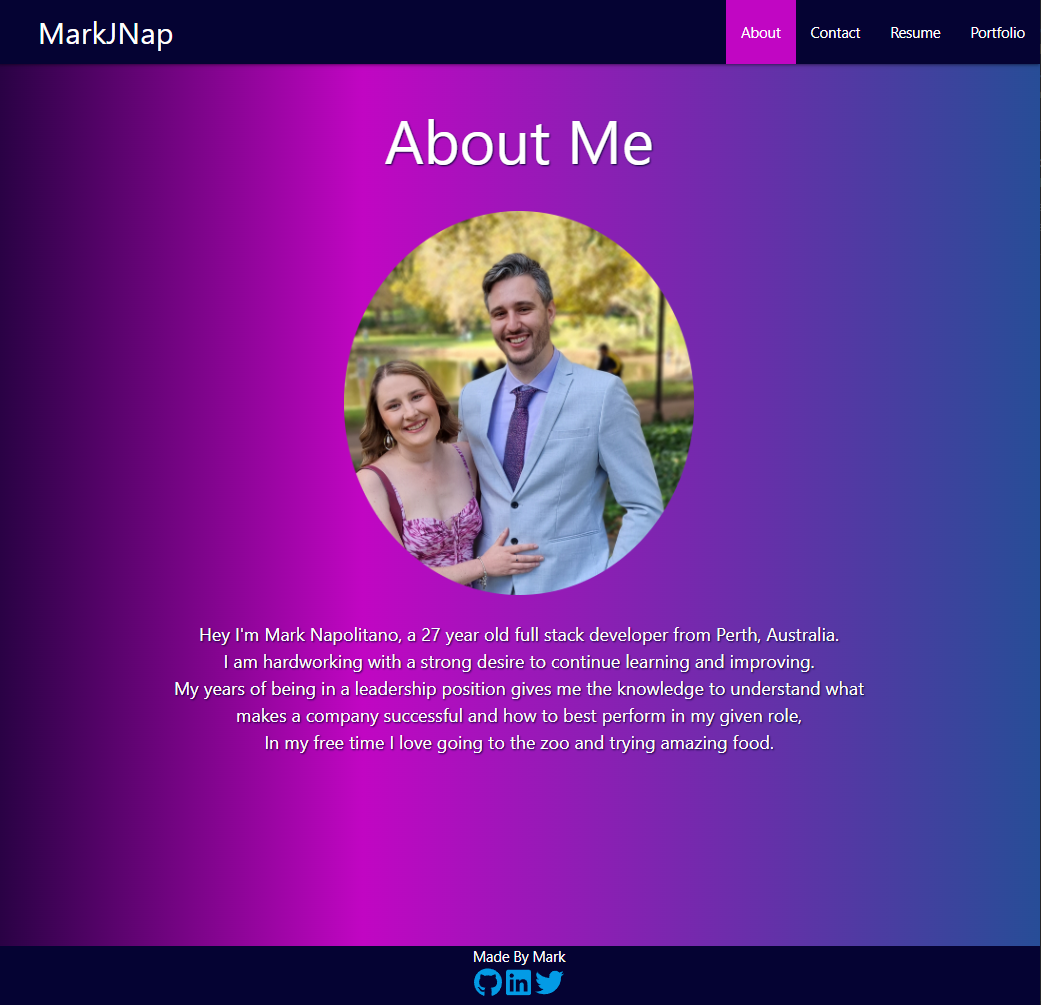 MarkJNap
About Contact Resume Portfolio
About Me
Hey I'm Mark Napolitano, a 27 year old full stack developer from Perth, Australia.
I am hardworking with a strong desire to continue learning and improving.
My years of being in a leadership position gives me the knowledge to understand what
makes a company successful and how to best perform in my given role,
In my free time I love going to the zoo and trying amazing food.
Made By Mark
in